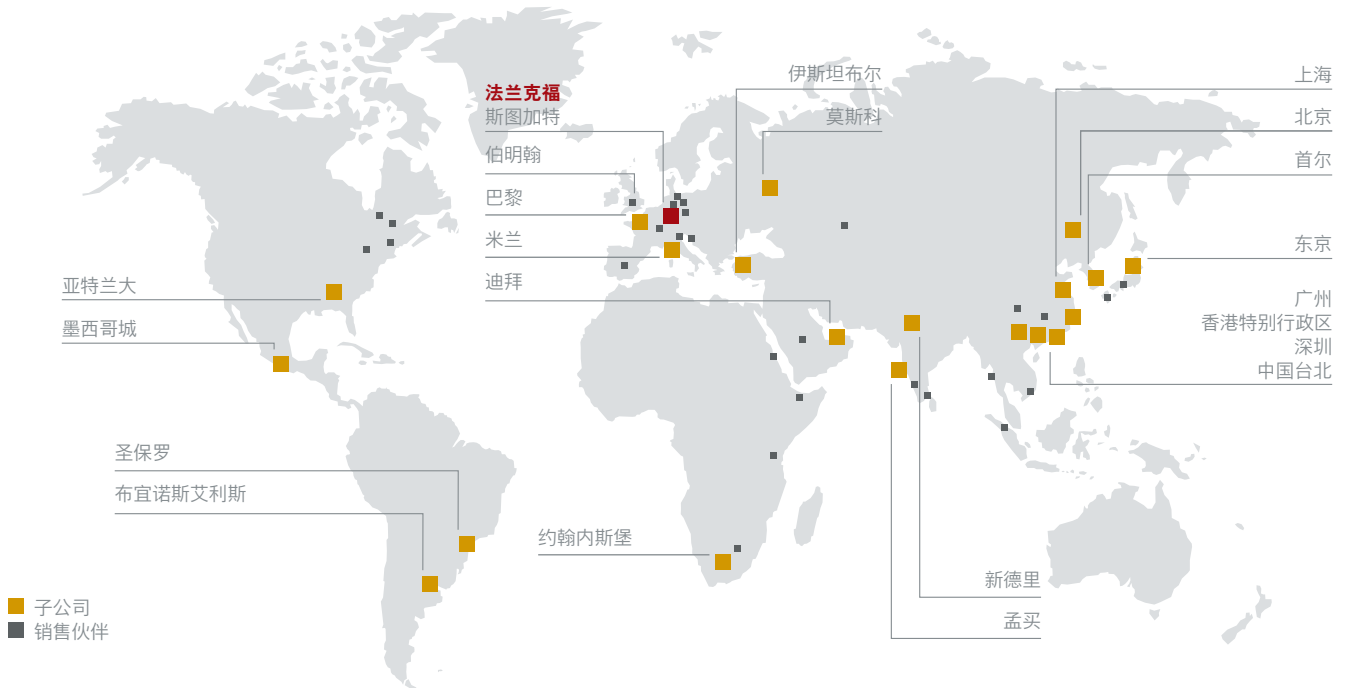 伊斯坦布尔
上海
法兰克福
斯图加特
莫斯科
北京
伯明翰
首尔
巴黎
米兰
东京
迪拜
亚特兰大
广州
墨西哥城
香港特别行政区
深圳
中国台北
圣保罗
布宜诺斯艾利斯
约翰内斯堡
新德里
孟买
子公司
销售伙伴